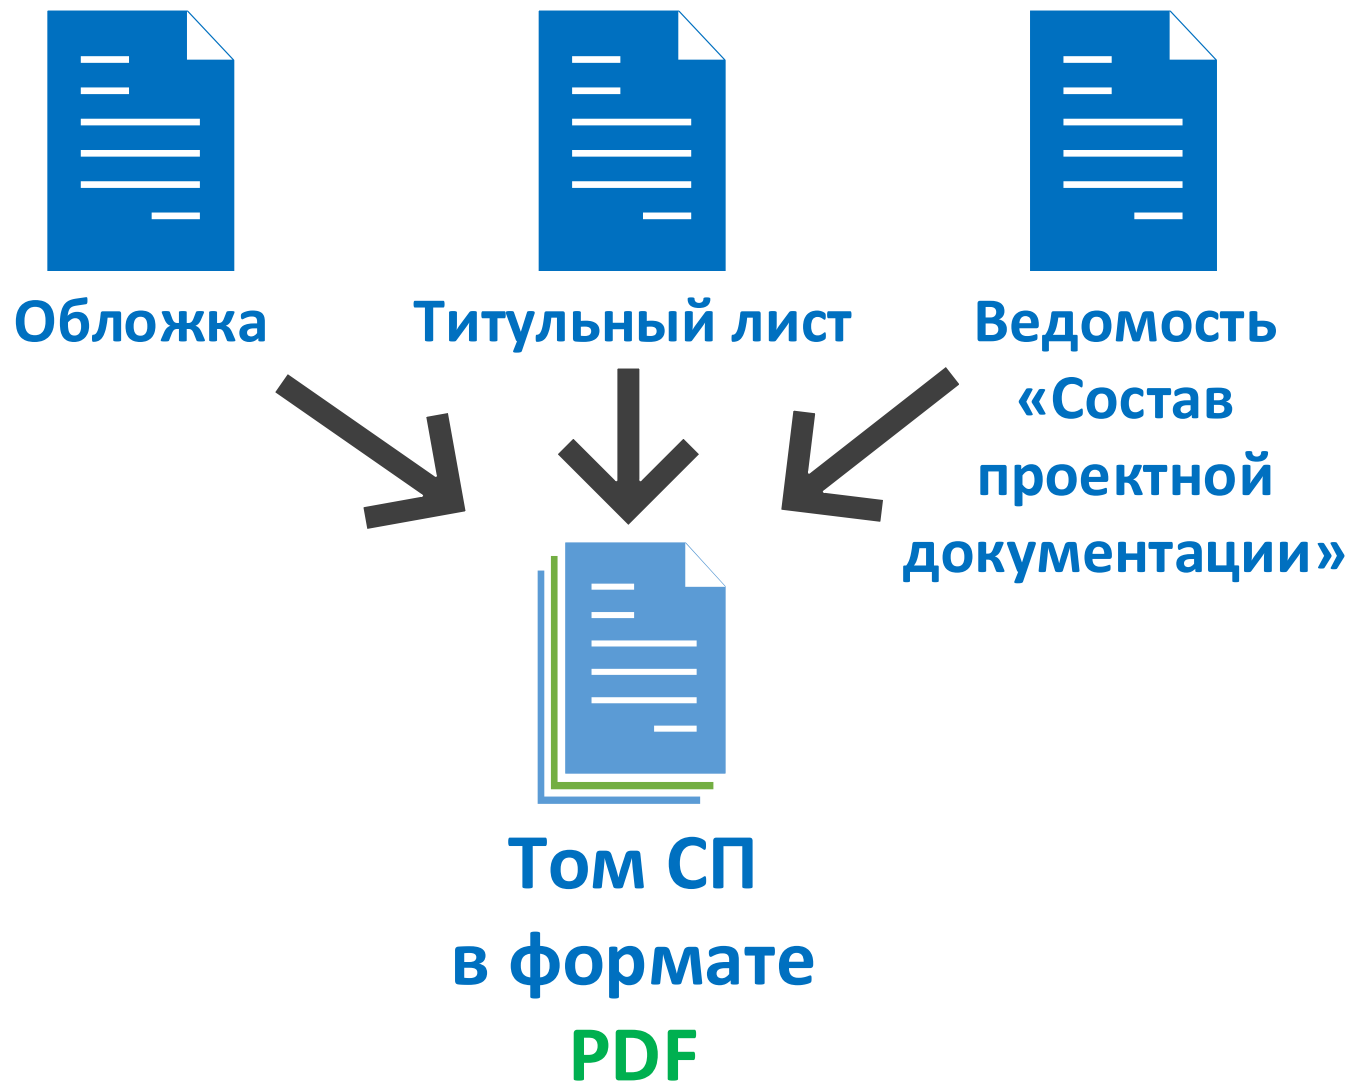 Обложка
Титульный лист
Ведомость
«Состав
проектной
документации»
Том СП
в формате
PDF